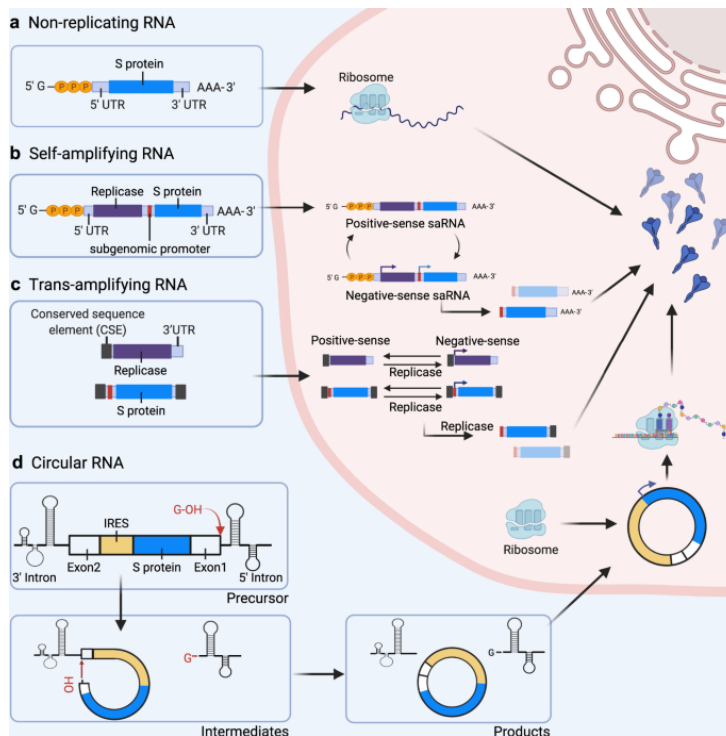 a Non-replicating RNA
S protein
5' G
P P P
AAA-3'
5' UTR
3' UTR
Ribosome
b Self-amplifying RNA
Replicase
S protein
5' G
P P P
AAA-3'
5' UTR
3' UTR
subgenomic promoter
5' G
P P P
AAA-3'
Positive-sense saRNA
5' G
P P P
AAA-3'
Negative-sense saRNA
AAA-3'
AAA-3'
c Trans-amplifying RNA
Conserved sequence
element (CSE)
3'UTR
Replicase
S protein
Positive-sense
Negative-sense
Replicase
Replicase
Replicase
d Circular RNA
G-OH
IRES
3' Intron
Exon2
S protein
Exon1
5' Intron
Precursor
Ribosome
OH
G
Intermediates
G
Products